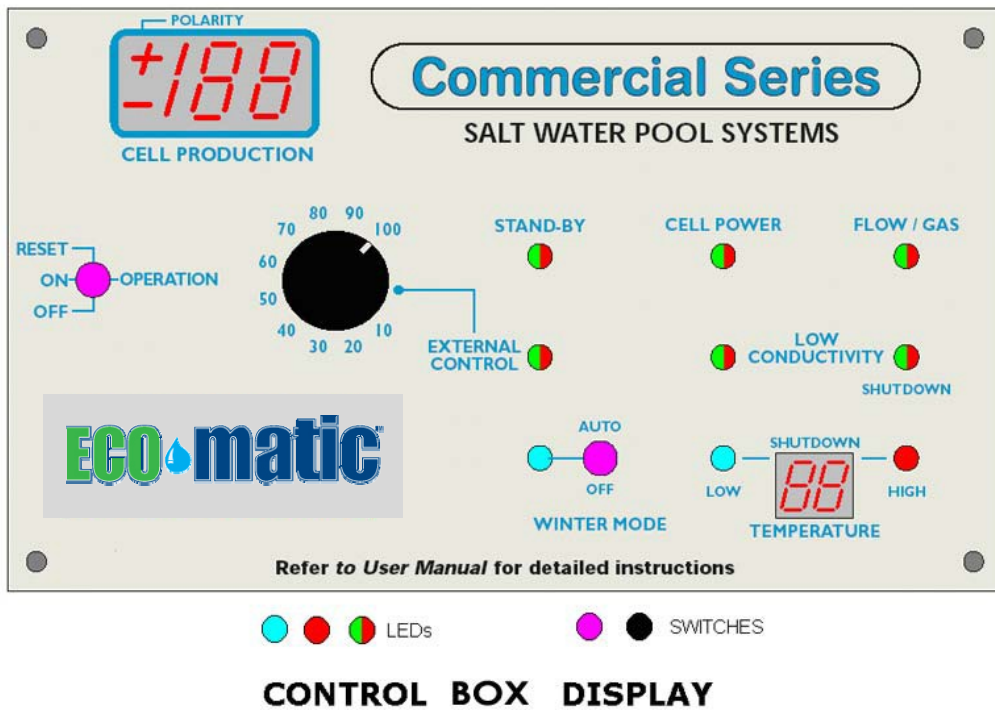 POLARITY
+/-188
CELL PRODUCTION
Commercial Series
SALT WATER POOL SYSTEMS
RESET
ON
OFF
OPERATION
10
20
30
40
50
60
70
80
90
100
EXTERNAL
CONTROL
STAND-BY
CELL POWER
FLOW / GAS
LOW
CONDUCTIVITY
SHUTDOWN
ECO matic
AUTO
OFF
WINTER MODE
SHUTDOWN
LOW
88
HIGH
TEMPERATURE
Refer to User Manual for detailed instructions
LEDs
SWITCHES
CONTROL BOX DISPLAY